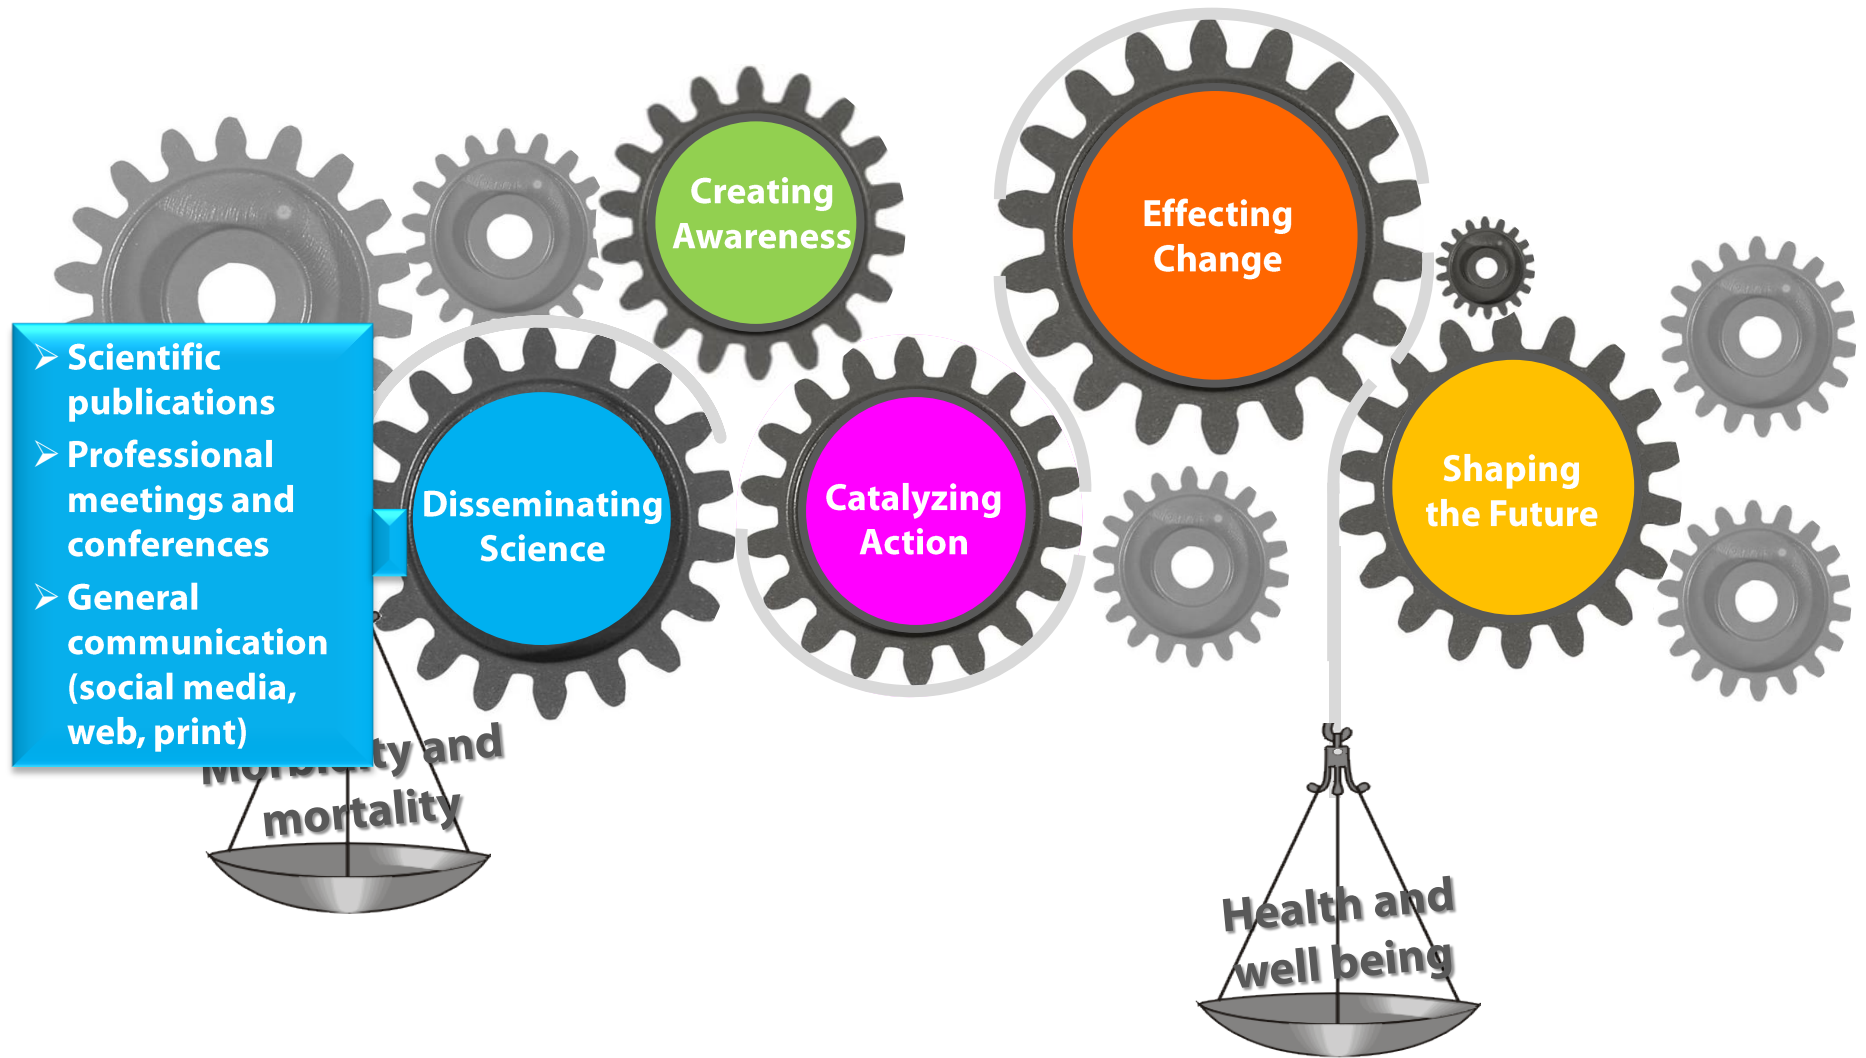 Creating
Awareness
Effecting
Change
➢ Scientific
publications
➢ Professional
meetings and
conferences
➢ General
communication
(social media,
web, print)
Disseminating
Science
Catalyzing
Action
Shaping
the Future
Morbidity and
mortality
Health and
well being